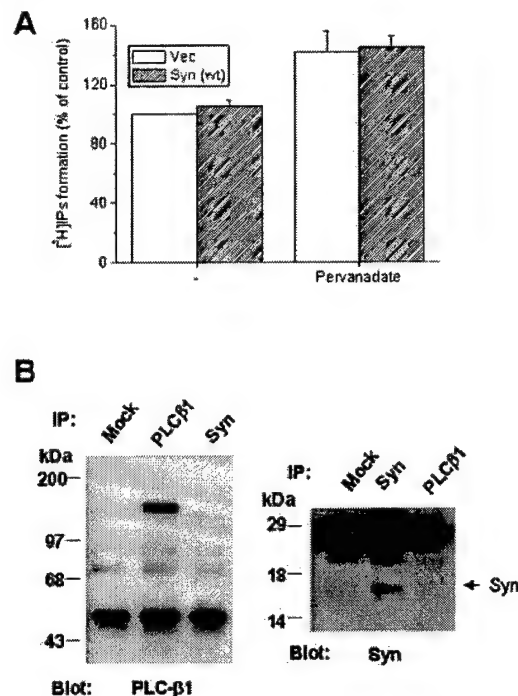 A
[³H]IPs formation (% of control)
160
120
80
40
0
Vec
Syn (wt)
-
Pervanadate
B
IP:
Mock
PLCβ1
Syn
kDa
200
97
68
43
Blot: PLC-β1
IP:
Mock
Syn
PLCβ1
kDa
29
18
14
Syn
Blot: Syn